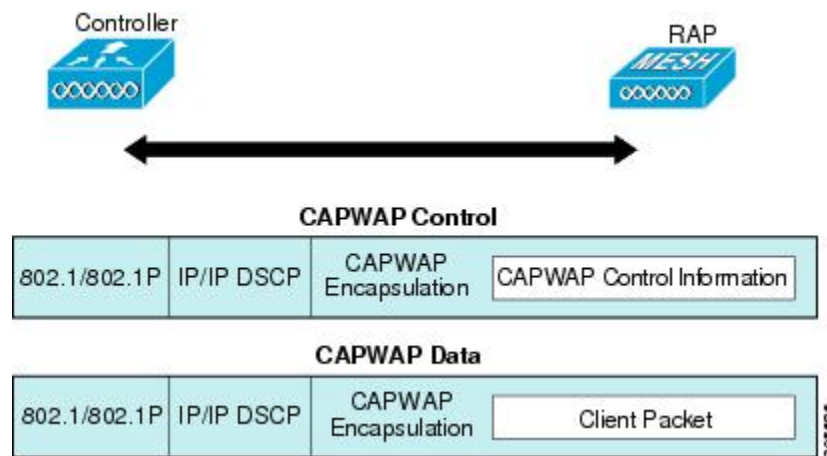 Controller
RAP
MESH
CAPWAP Control
802.1/802.1P IP/IP DSCP CAPWAP Encapsulation CAPWAP Control Information
CAPWAP Data
802.1/802.1P IP/IP DSCP CAPWAP Encapsulation Client Packet